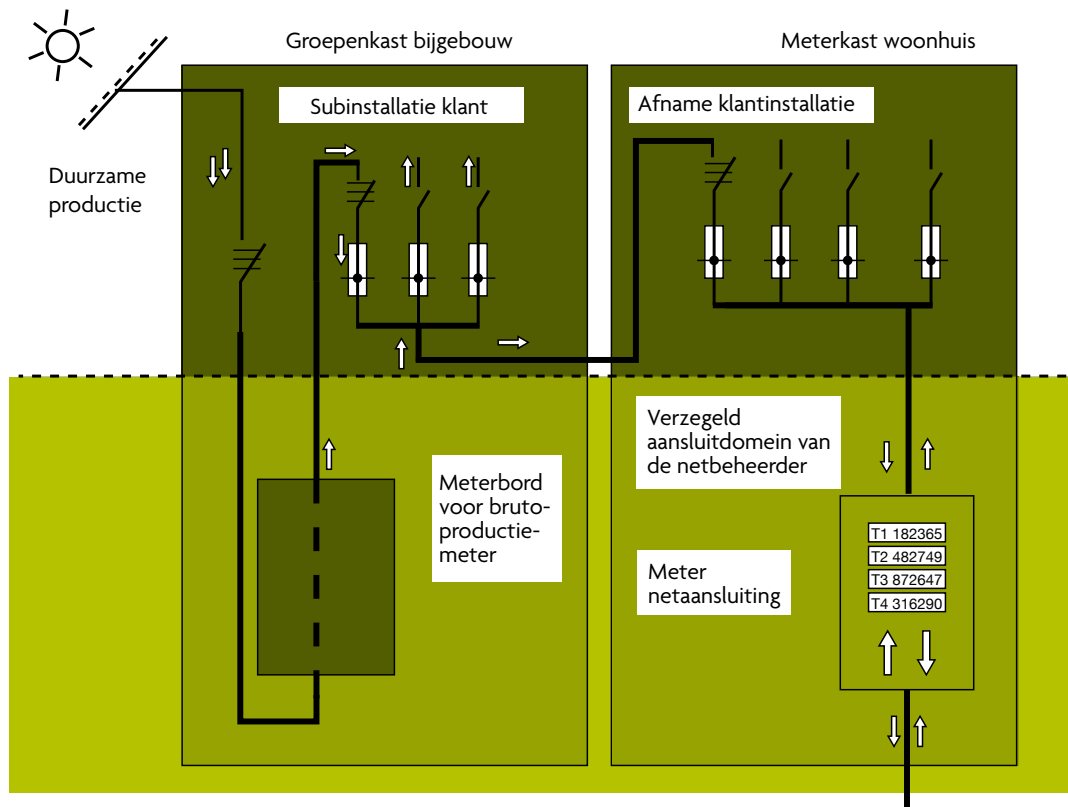 Groepenkast bijgebouw
Meterkast woonhuis
Subinstallatie klant
Afname klantinstallatie
Duurzame
productie
Verzegeld
aansluitdomein van
de netbeheerder
Meterbord
voor bruto-
productie-
meter
Meter
netaansluiting
T1 182365
T2 482749
T3 872647
T4 316290